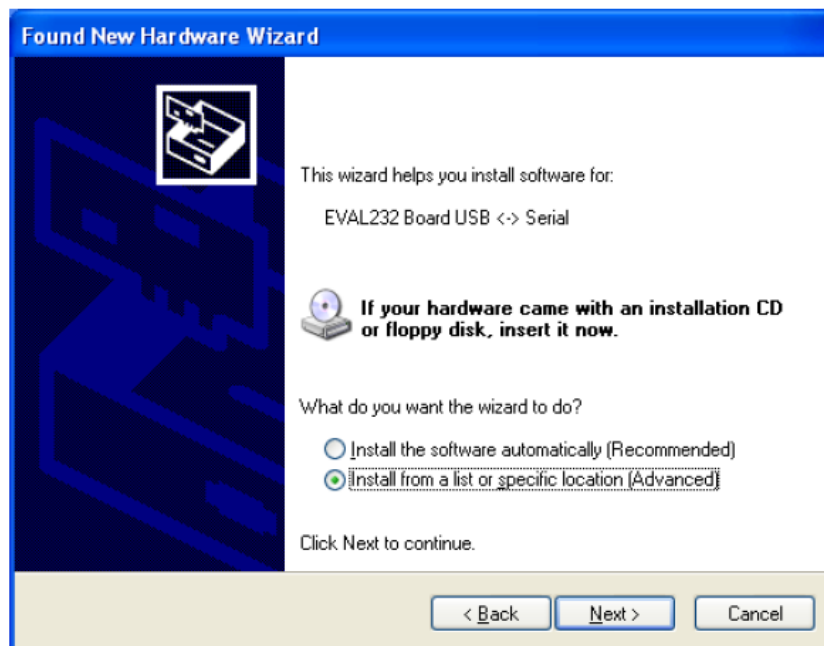 Found New Hardware Wizard
This wizard helps you install software for:
EVAL232 Board USB <-> Serial
If your hardware came with an installation CD
or floppy disk, insert it now.
What do you want the wizard to do?
Install the software automatically (Recommended)
Install from a list or specific location (Advanced)
Click Next to continue.
< Back
Next >
Cancel